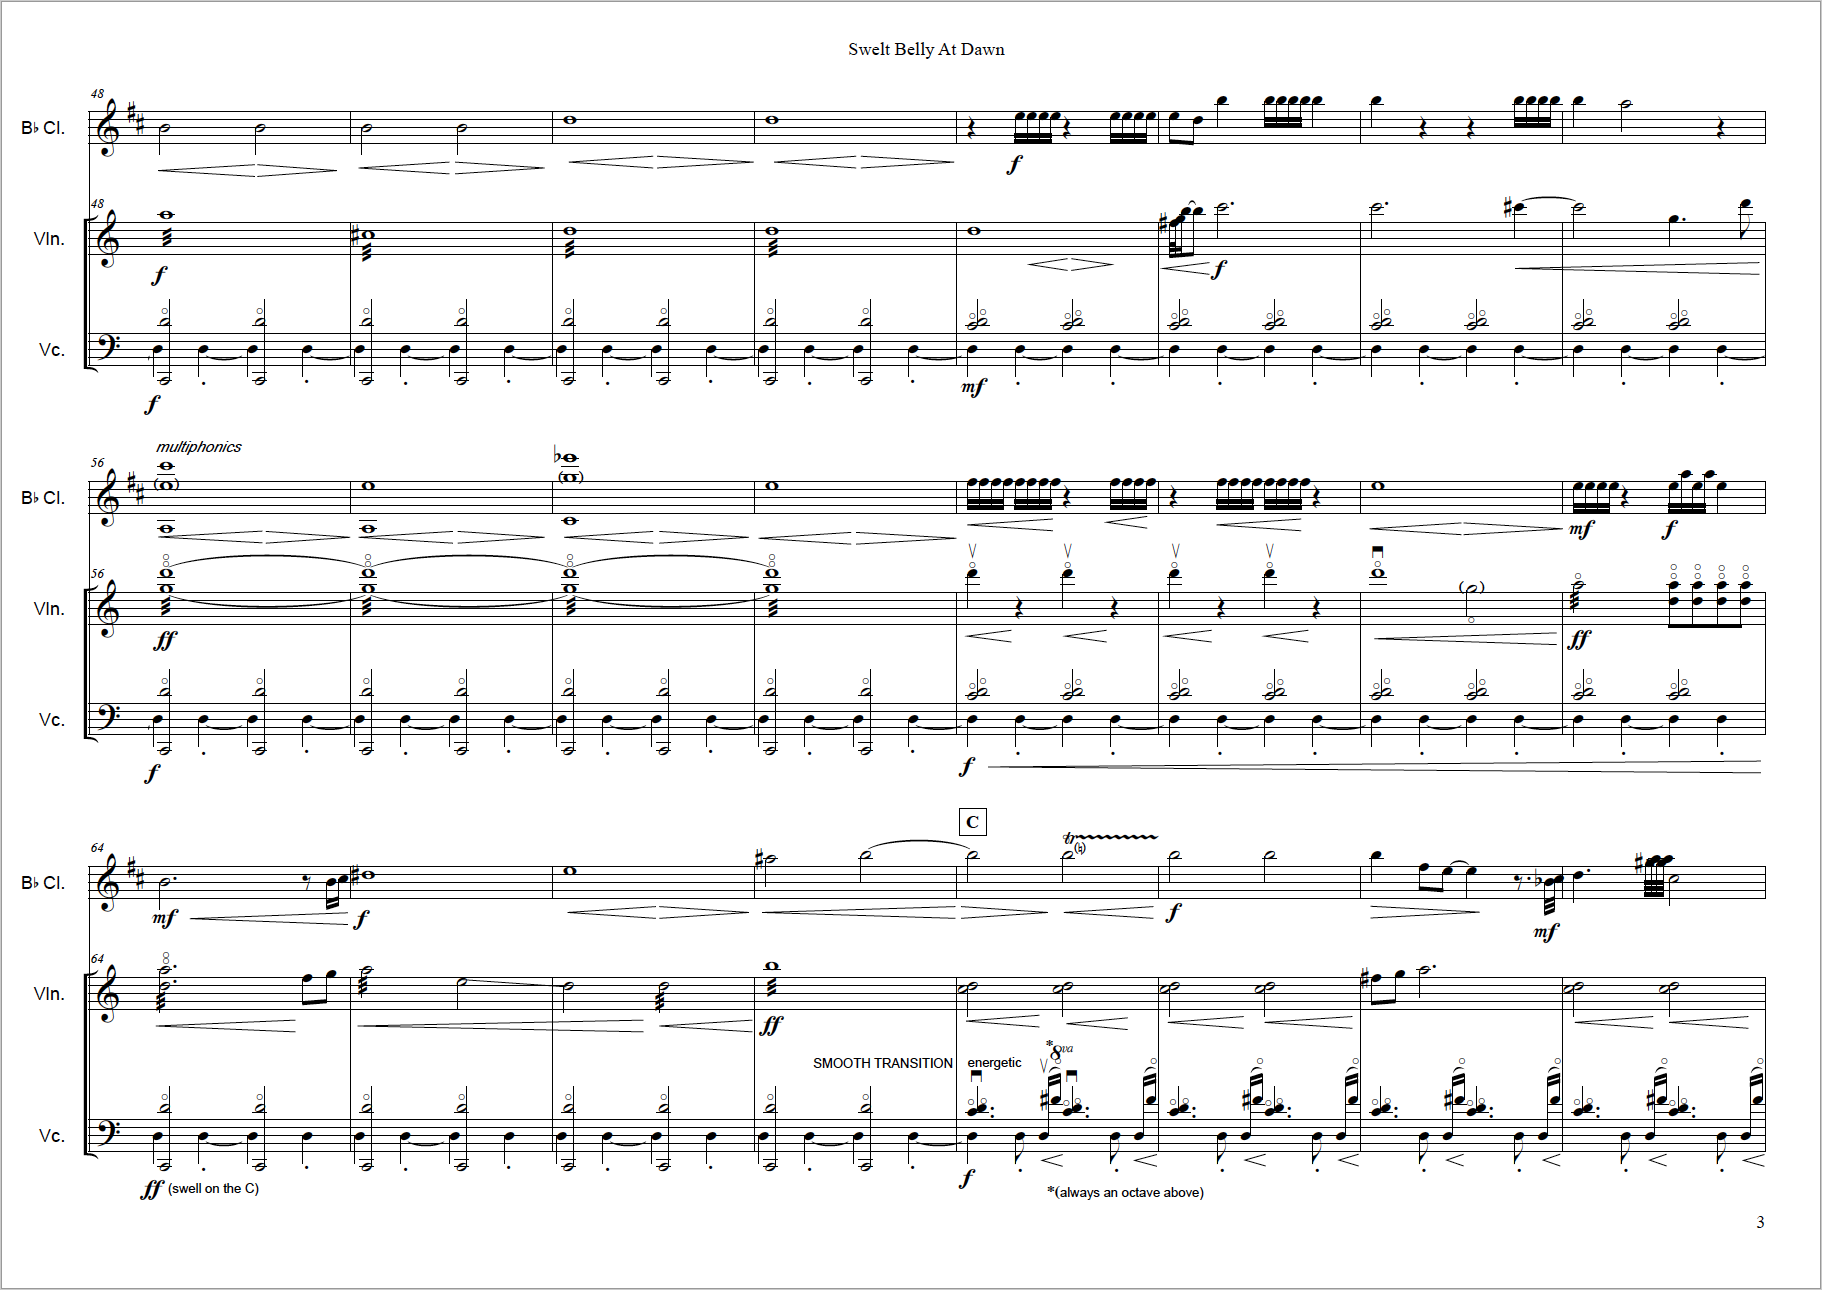 Swelt Belly At Dawn
48
B♭ Cl.
f
48
Vln.
f
f
Vc.
f
mf
multiphonics
56
B♭ Cl.
mf
f
56
Vln.
ff
ff
Vc.
f
f
C
64
tr
B♭ Cl.
mf
f
f
mf
64
Vln.
ff
SMOOTH TRANSITION energetic
*8va
Vc.
ff (swell on the C)
f
*(always an octave above)
3